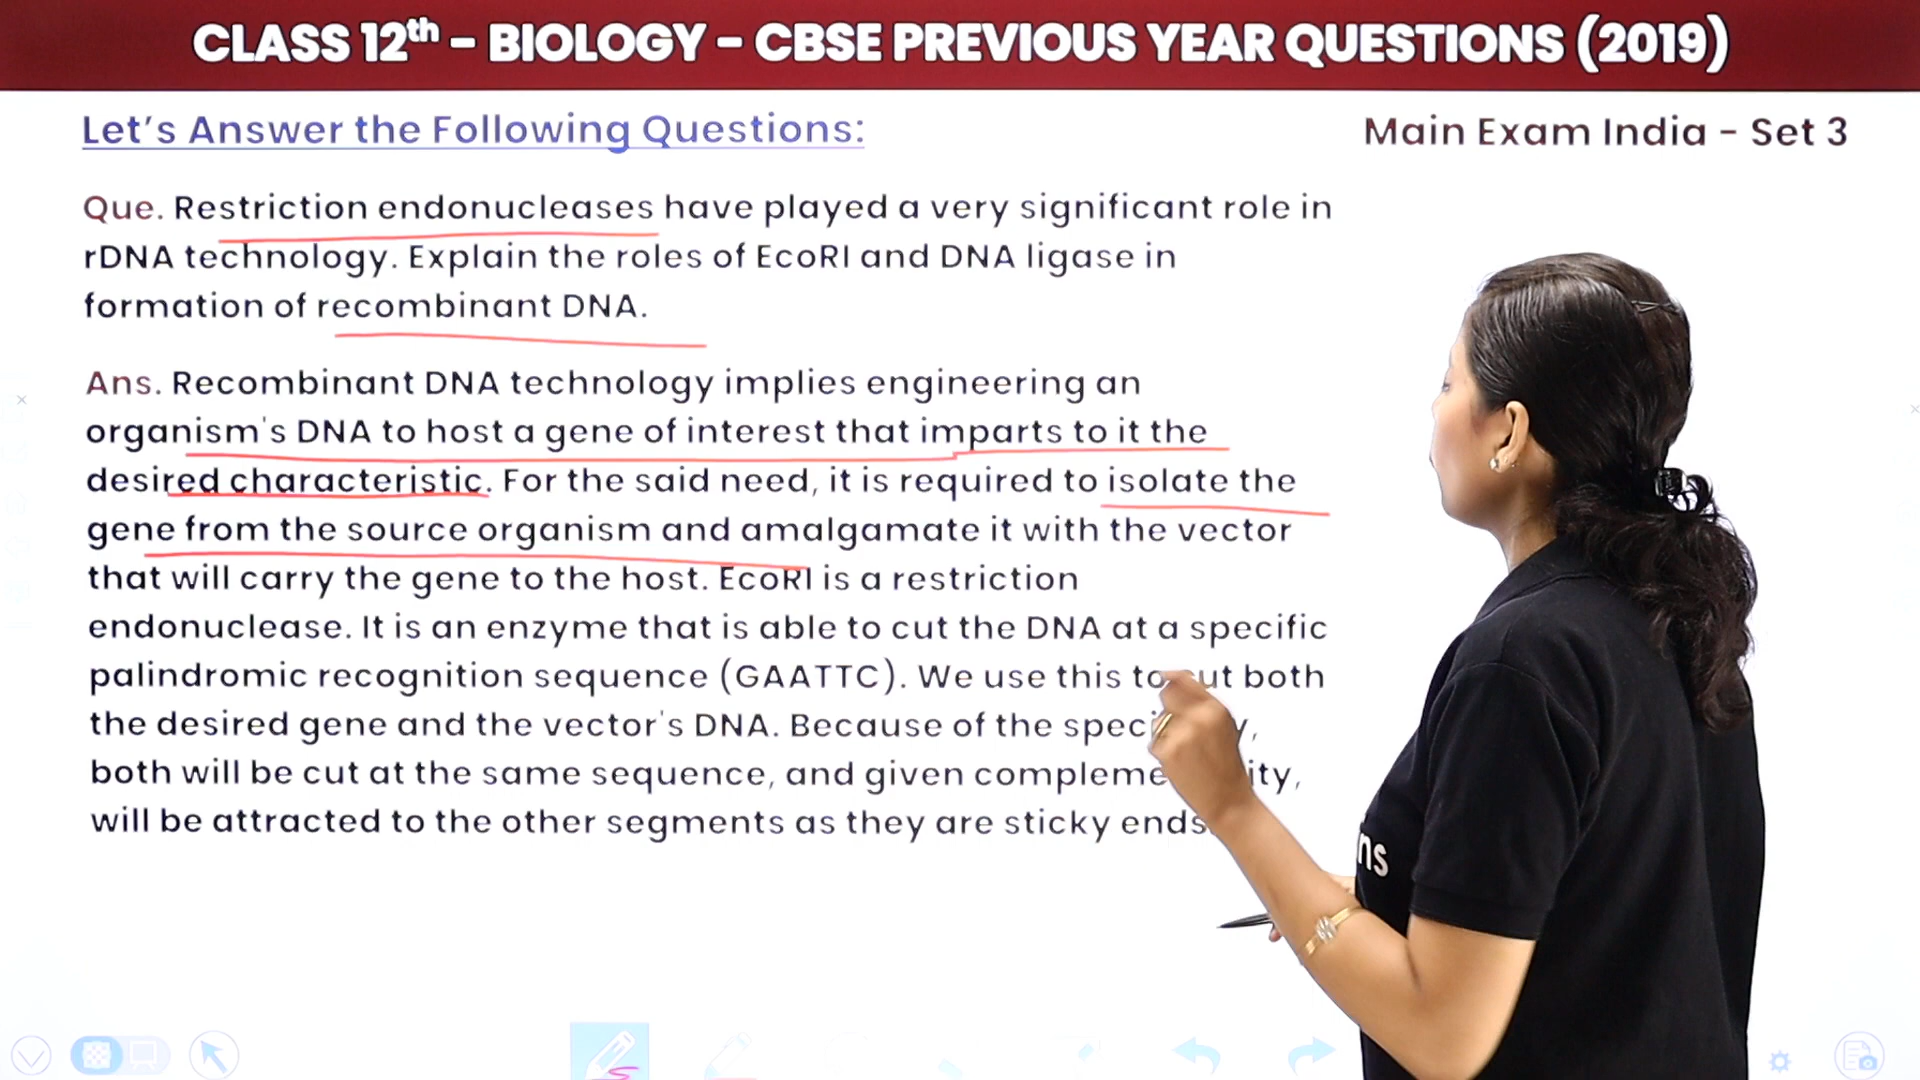 CLASS 12th - BIOLOGY - CBSE PREVIOUS YEAR QUESTIONS (2019)
Let's Answer the Following Questions:
Main Exam India - Set 3
Que. Restriction endonucleases have played a very significant role in
rDNA technology. Explain the roles of EcoRI and DNA ligase in
formation of recombinant DNA.
Ans. Recombinant DNA technology implies engineering an
organism's DNA to host a gene of interest that imparts to it the
desired characteristic. For the said need, it is required to isolate the
gene from the source organism and amalgamate it with the vector
that will carry the gene to the host. EcoRI is a restriction
endonuclease. It is an enzyme that is able to cut the DNA at a specific
palindromic recognition sequence (GAATTC). We use this to both
the desired gene and the vector's DNA. Because of the
both will be cut at the same sequence, and given
will be attracted to the other segments as they are sticky ends.